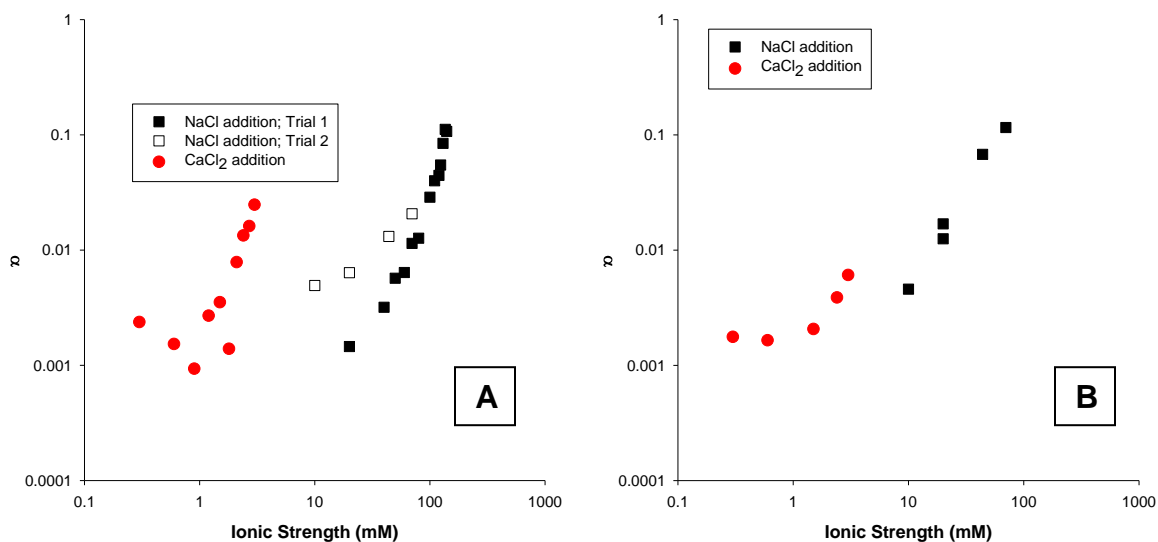 1
0.1
0.01
0.001
0.0001
α
NaCl addition; Trial 1
NaCl addition; Trial 2
CaCl2 addition
A
0.1 1 10 100 1000
Ionic Strength (mM)
1
0.1
0.01
0.001
0.0001
α
NaCl addition
CaCl2 addition
B
0.1 1 10 100 1000
Ionic Strength (mM)